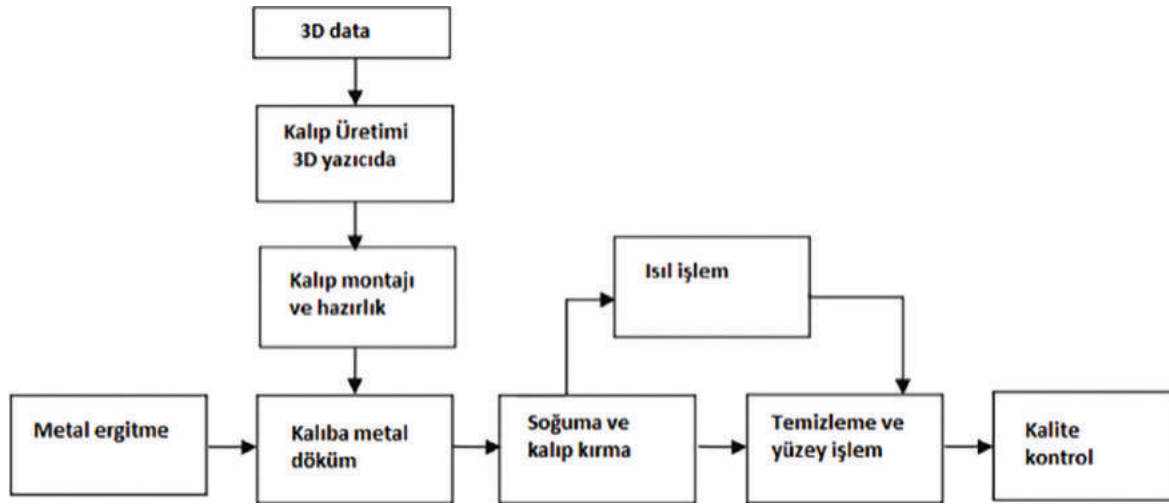 3D data
Kalıp Üretimi
3D yazıcıda
Kalıp montajı
ve hazırlık
Isıl işlem
Metal ergitme
Kalıba metal
döküm
Soğuma ve
kalıp kırma
Temizleme ve
yüzey işlem
Kalite
kontrol